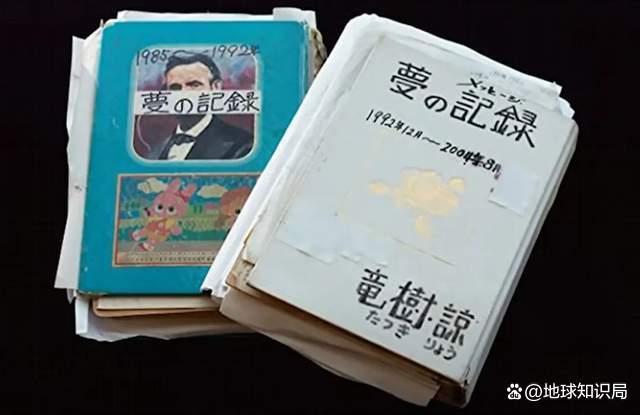 1985〜〜1992年
夢の記録
メッセージ
夢の記録
1992年12月〜2004年8月
竜樹・諒
たつき りょう
@地球知识局